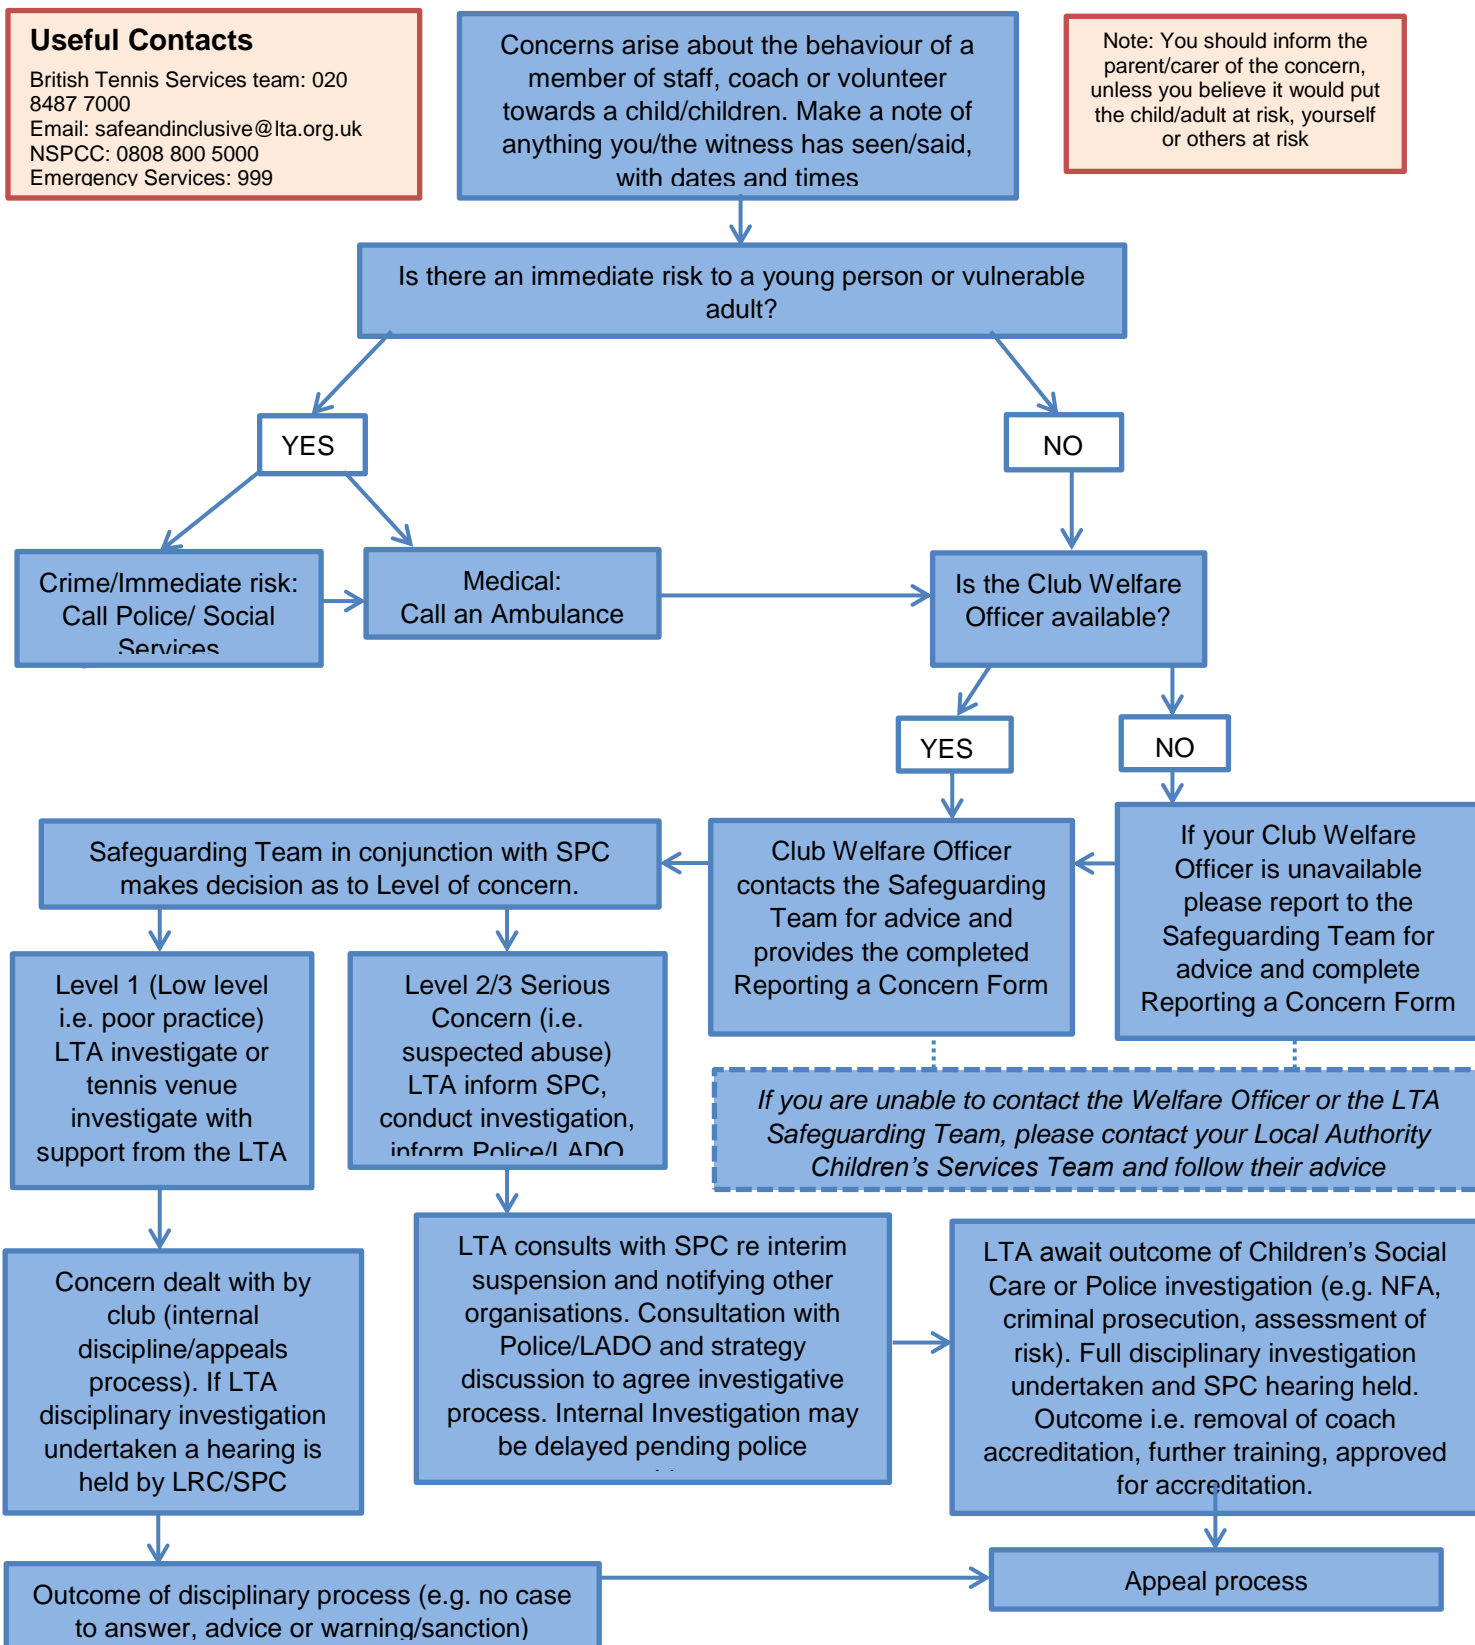 Useful Contacts
British Tennis Services team: 020
8487 7000
Email: safeandinclusive@lta.org.uk
NSPCC: 0808 800 5000
Emergency Services: 999
Concerns arise about the behaviour of a
member of staff, coach or volunteer
towards a child/children. Make a note of
anything you/the witness has seen/said,
with dates and times
Note: You should inform the
parent/carer of the concern,
unless you believe it would put
the child/adult at risk, yourself
or others at risk
Is there an immediate risk to a young person or vulnerable
adult?
YES
NO
Crime/Immediate risk:
Call Police/ Social
Services
Medical:
Call an Ambulance
Is the Club Welfare
Officer available?
YES
NO
Safeguarding Team in conjunction with SPC
makes decision as to Level of concern.
Club Welfare Officer
contacts the Safeguarding
Team for advice and
provides the completed
Reporting a Concern Form
If your Club Welfare
Officer is unavailable
please report to the
Safeguarding Team for
advice and complete
Reporting a Concern Form
Level 1 (Low level
i.e. poor practice)
LTA investigate or
tennis venue
investigate with
support from the LTA
Level 2/3 Serious
Concern (i.e.
suspected abuse)
LTA inform SPC,
conduct investigation,
inform Police/LADO
If you are unable to contact the Welfare Officer or the LTA
Safeguarding Team, please contact your Local Authority
Children's Services Team and follow their advice
Concern dealt with by
club (internal
discipline/appeals
process). If LTA
disciplinary investigation
undertaken a hearing is
held by LRC/SPC
LTA consults with SPC re interim
suspension and notifying other
organisations. Consultation with
Police/LADO and strategy
discussion to agree investigative
process. Internal Investigation may
be delayed pending police
LTA await outcome of Children's Social
Care or Police investigation (e.g. NFA,
criminal prosecution, assessment of
risk). Full disciplinary investigation
undertaken and SPC hearing held.
Outcome i.e. removal of coach
accreditation, further training, approved
for accreditation.
Outcome of disciplinary process (e.g. no case
to answer, advice or warning/sanction)
Appeal process